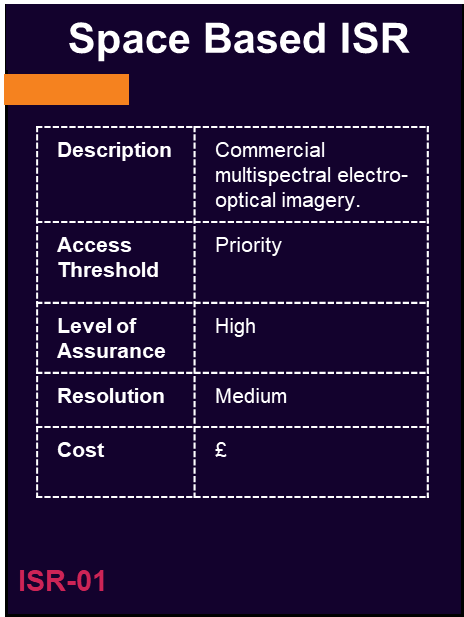 Space Based ISR
Description
Commercial
multispectral electro-
optical imagery.
Access
Threshold
Priority
Level of
Assurance
High
Resolution
Medium
Cost
£
ISR-01